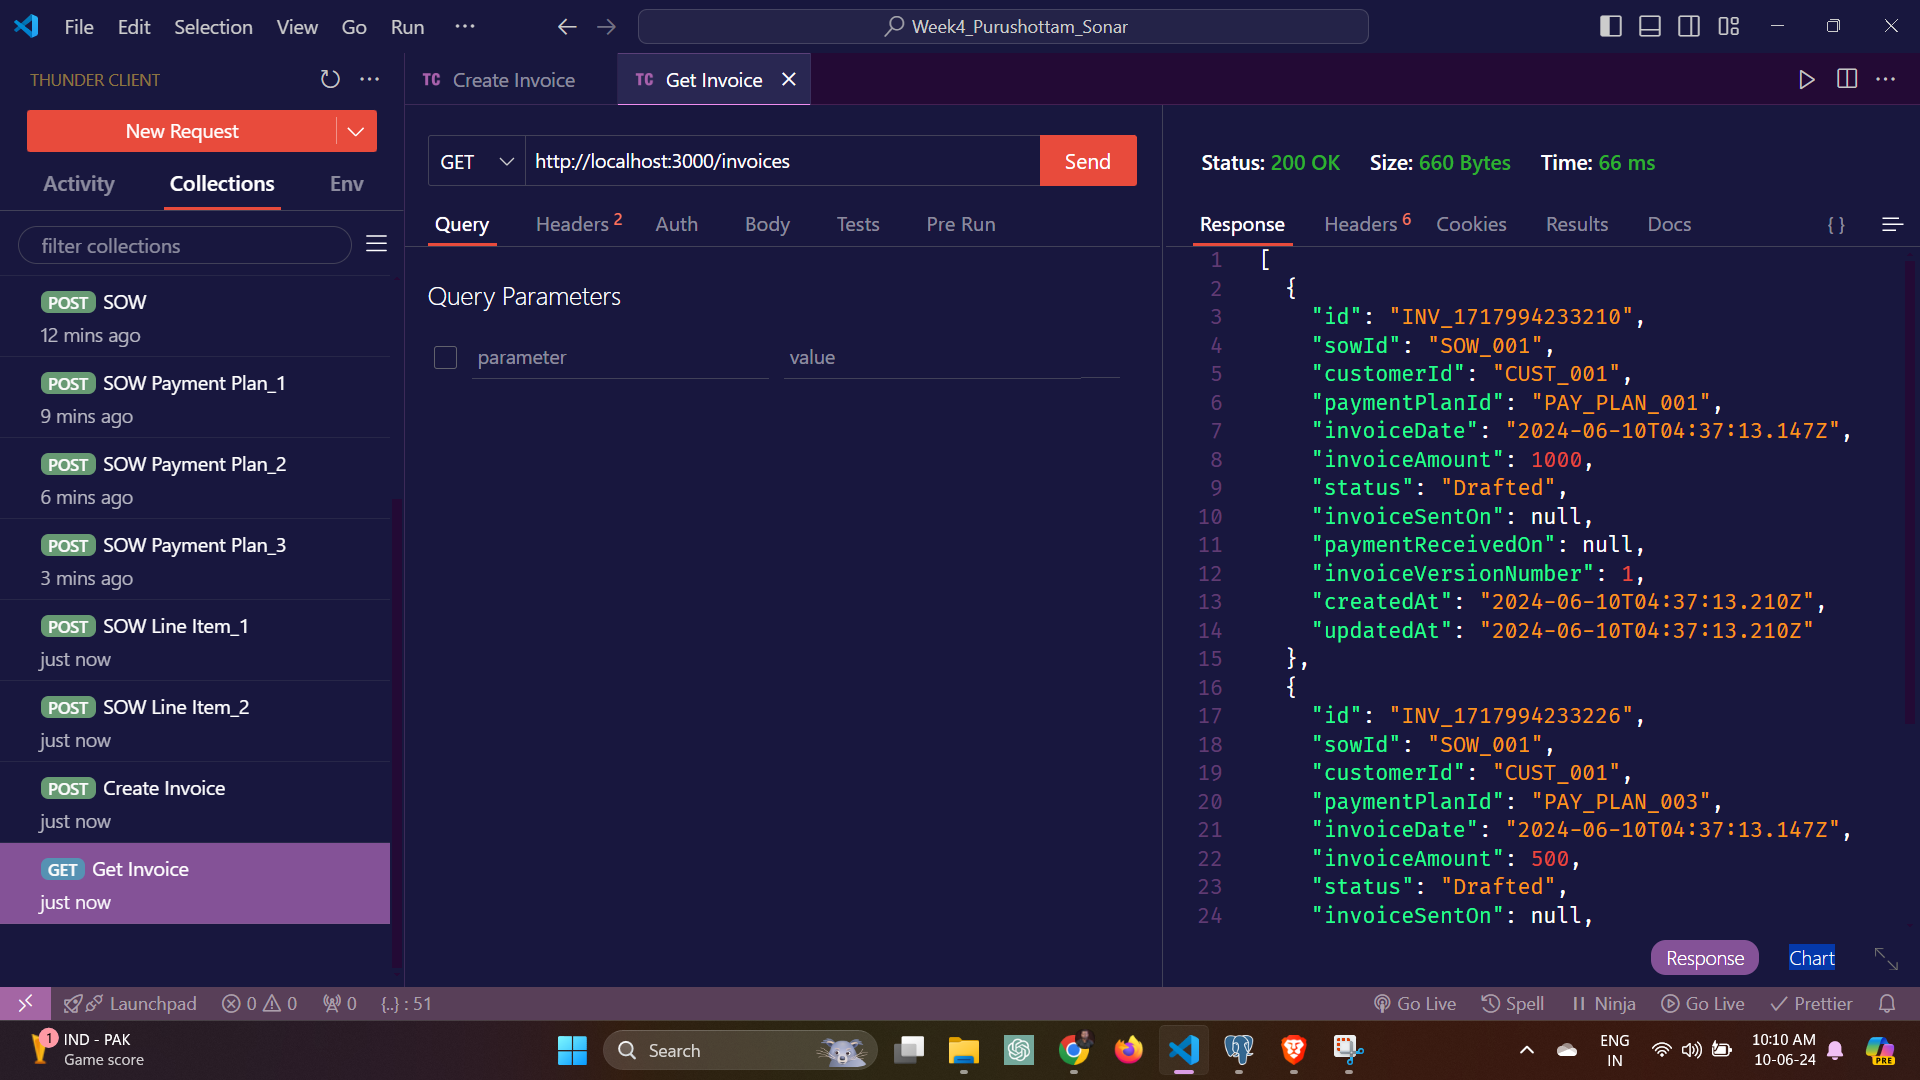 File Edit Selection View Go Run ··· Week4_Purushottam_Sonar
THUNDER CLIENT
New Request
Activity Collections Env
filter collections
POST SOW
12 mins ago
POST SOW Payment Plan_1
9 mins ago
POST SOW Payment Plan_2
6 mins ago
POST SOW Payment Plan_3
3 mins ago
POST SOW Line Item_1
just now
POST SOW Line Item_2
just now
POST Create Invoice
just now
GET Get Invoice
just now
TC Create Invoice TC Get Invoice
GET http://localhost:3000/invoices Send
Query Headers 2 Auth Body Tests Pre Run
Query Parameters
parameter value
Status: 200 OK Size: 660 Bytes Time: 66 ms
Response Headers 6 Cookies Results Docs { }
1 [
2 {
3 "id": "INV_1717994233210",
4 "sowId": "SOW_001",
5 "customerId": "CUST_001",
6 "paymentPlanId": "PAY_PLAN_001",
7 "invoiceDate": "2024-06-10T04:37:13.147Z",
8 "invoiceAmount": 1000,
9 "status": "Drafted",
10 "invoiceSentOn": null,
11 "paymentReceivedOn": null,
12 "invoiceVersionNumber": 1,
13 "createdAt": "2024-06-10T04:37:13.210Z",
14 "updatedAt": "2024-06-10T04:37:13.210Z"
15 },
16 {
17 "id": "INV_1717994233226",
18 "sowId": "SOW_001",
19 "customerId": "CUST_001",
20 "paymentPlanId": "PAY_PLAN_003",
21 "invoiceDate": "2024-06-10T04:37:13.147Z",
22 "invoiceAmount": 500,
23 "status": "Drafted",
24 "invoiceSentOn": null,
Response Chart
Launchpad 0 0 0 {..} : 51 Go Live Spell Ninja Go Live Prettier
1 IND - PAK
Game score
Search
ENG
IN
10:10 AM
10-06-24
PRE